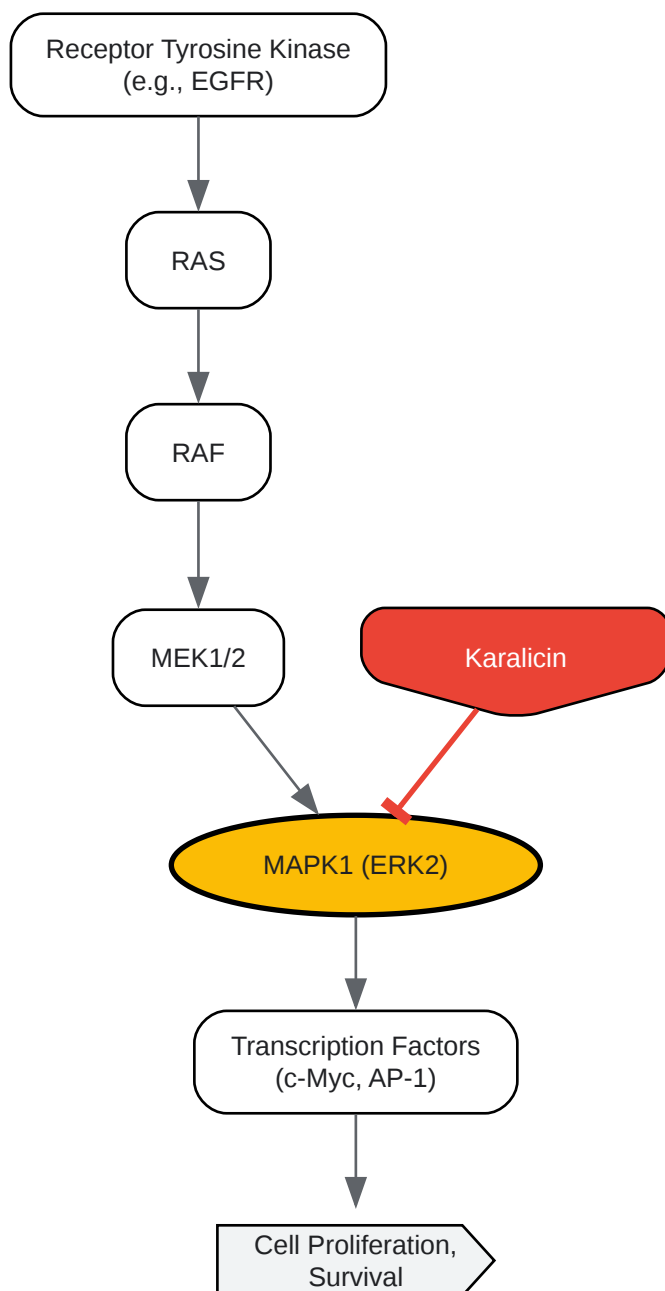 Receptor Tyrosine Kinase
(e.g., EGFR)
RAS
RAF
MEK1/2
Karalicin
MAPK1 (ERK2)
Transcription Factors
(c-Myc, AP-1)
Cell Proliferation,
Survival